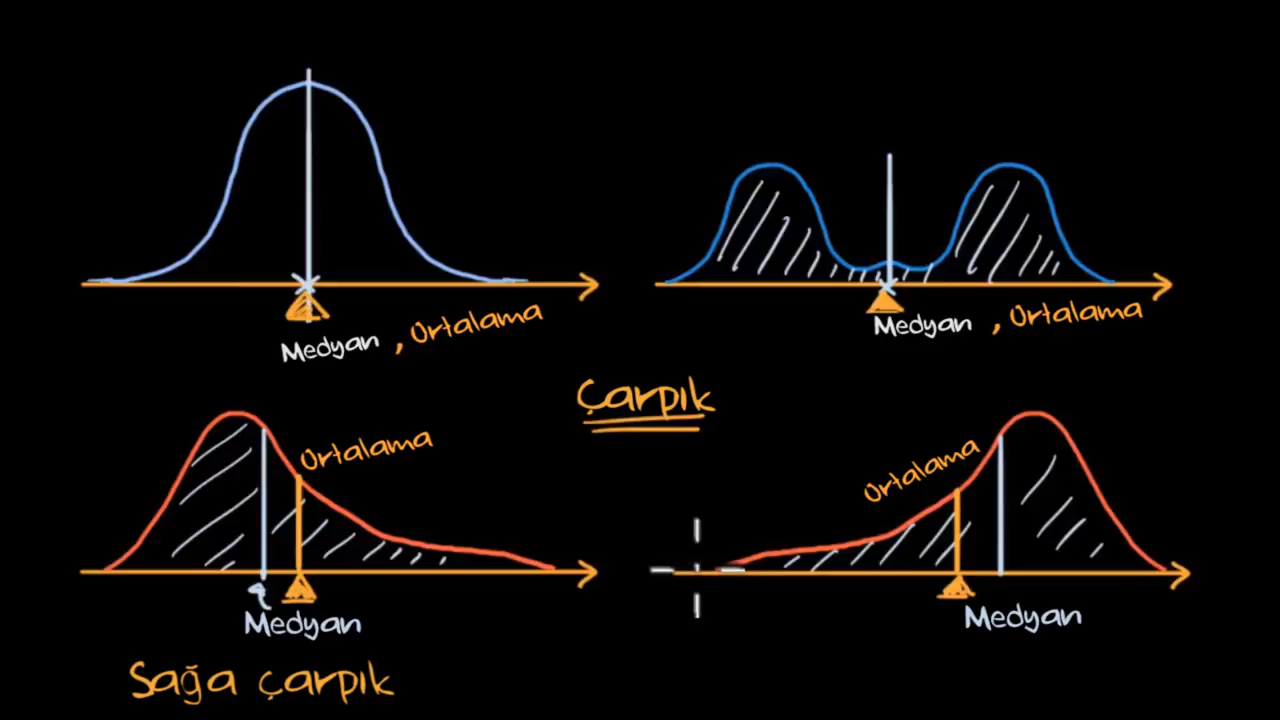 Medyan , Ortalama
Medyan , Ortalama
Çarpık
Ortalama
Medyan
Sağa çarpık
Ortalama
Medyan